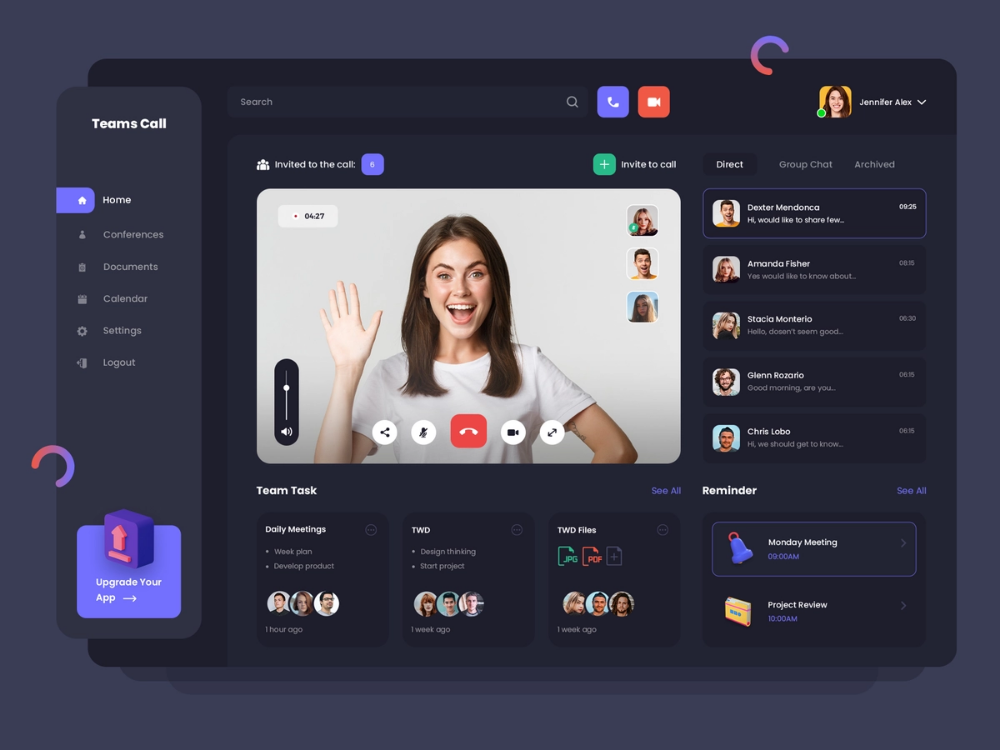 Teams Call
Home
Conferences
Documents
Calendar
Settings
Logout
Upgrade Your
App
Search
Jennifer Alex
Invited to the call: 6
Invite to call
04:27
Direct
Group Chat
Archived
Dexter Mendonca 09:25
Hi, would like to share few...
Amanda Fisher 08:15
Yes would like to know about...
Stacia Monterio 06:30
Hello, doesn't seem good...
Glenn Rozario 06:15
Good morning, are you...
Chris Lobo 06:15
Hi, we should get to know...
Team Task
See All
Daily Meetings
• Week plan
• Develop product
1 hour ago
TWD
• Design thinking
• Start project
1 week ago
TWD Files
JPG
PDF
1 week ago
Reminder
See All
Monday Meeting
09:00AM
Project Review
10:00AM